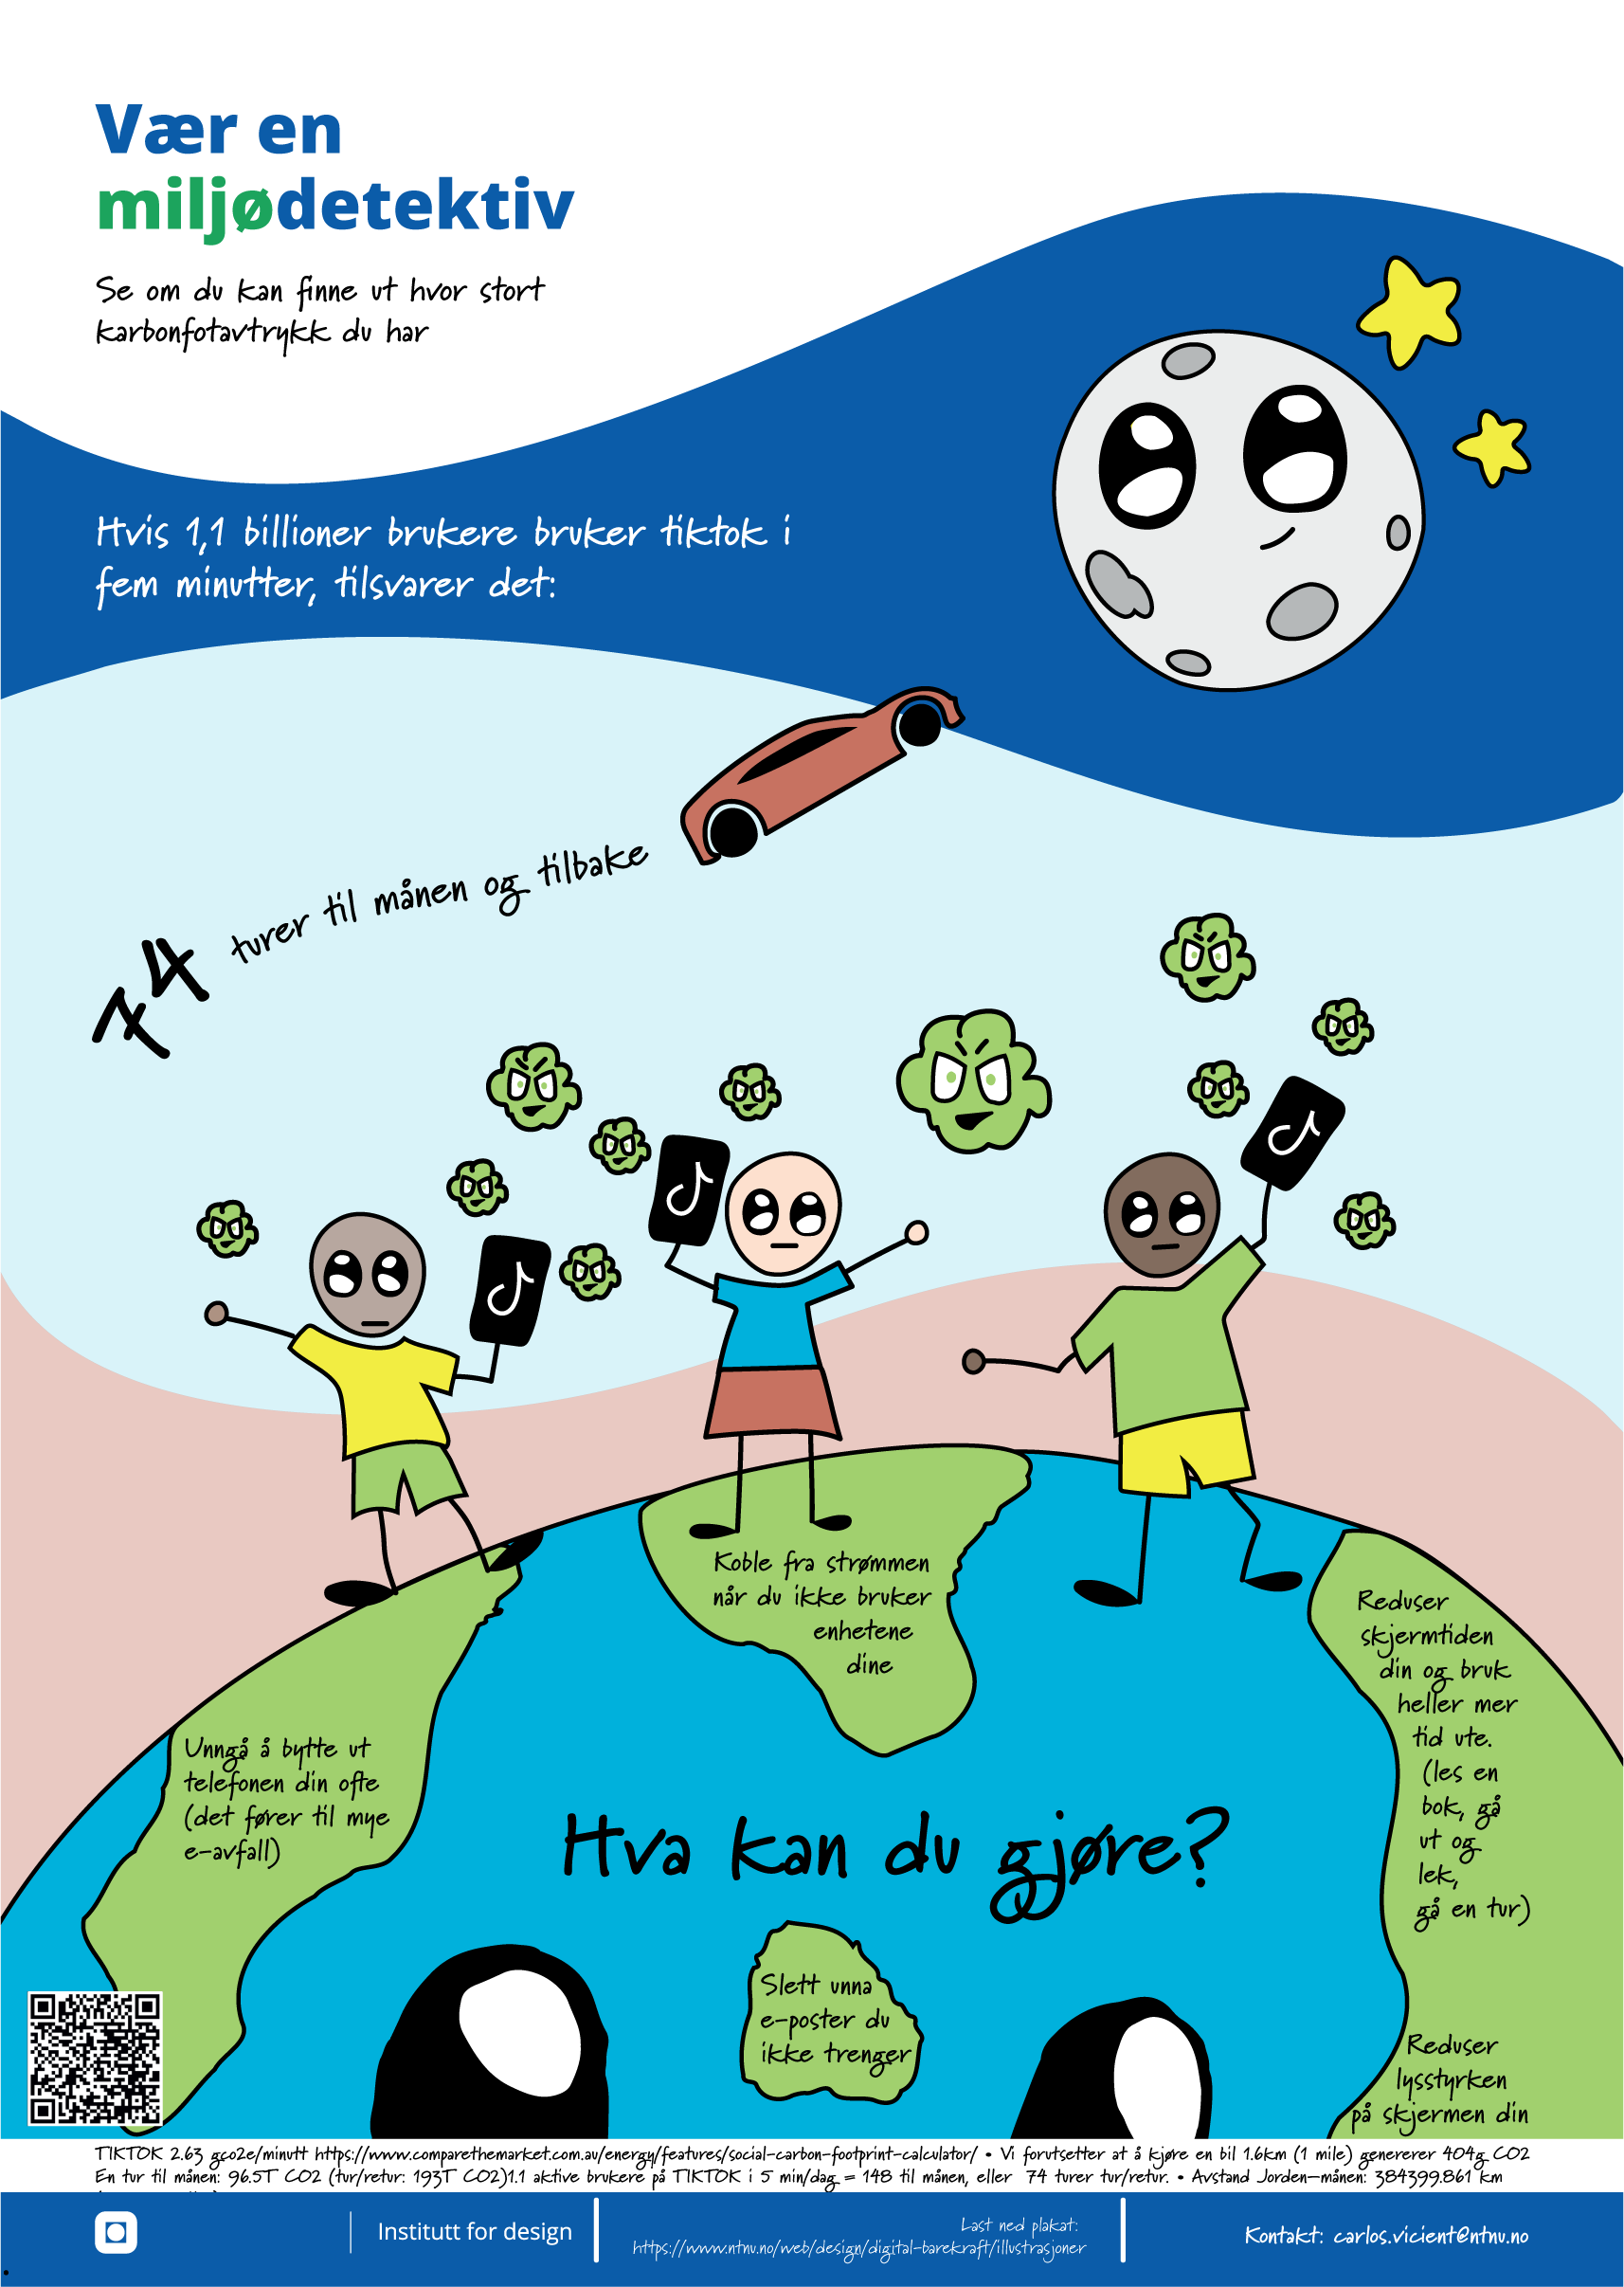 Vær en
miljødetektiv
Se om du kan finne ut hvor stort
karbonfotavtrykk du har
Hvis 1,1 billioner brukere bruker tiktok i
fem minutter, tilsvarer det:
74 turer til månen og tilbake
Koble fra strømmen
når du ikke bruker
enhetene
dine
Reduser
skjermtiden
din og bruk
heller mer
tid ute.
(les en
bok, gå
ut og
lek,
gå en tur)
Unngå å bytte ut
telefonen din ofte
(det fører til mye
e-avfall)
Hva kan du gjøre?
Slett unna
e-poster du
ikke trenger
Reduser
lysstyrken
på skjermen din
TIKTOK 2.63 gco2e/minutt https://www.comparethemarket.com.au/energy/features/social-carbon-footprint-calculator/ • Vi forutsetter at å kjøre en bil 1.6km (1 mile) genererer 404g CO2
En tur til månen: 96.5T CO2 (tur/retur: 193T CO2)1.1 aktive brukere på TIKTOK i 5 min/dag = 148 til månen, eller 74 turer tur/retur. • Avstand Jorden–månen: 384399.861 km
Institutt for design
Last ned plakat:
https://www.ntnu.no/web/design/digital-barekraft/illustrasjoner
Kontakt: carlos.vicient@ntnu.no